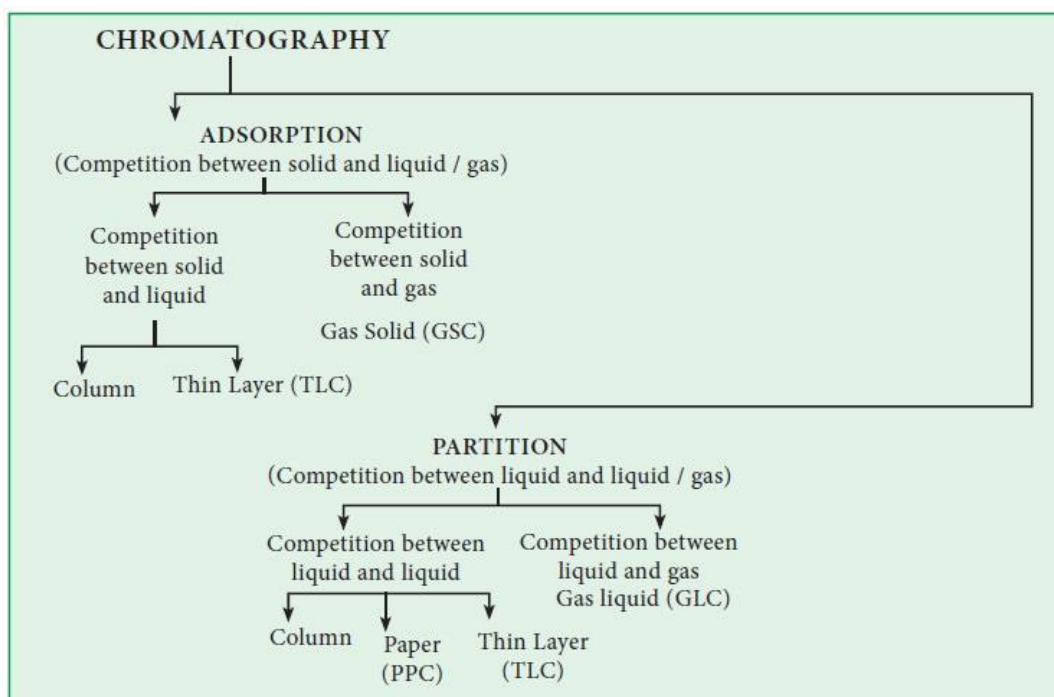 CHROMATOGRAPHY
ADSORPTION
(Competition between solid and liquid / gas)
Competition
between solid
and liquid
Competition
between solid
and gas
Gas Solid (GSC)
Column
Thin Layer (TLC)
PARTITION
(Competition between liquid and liquid / gas)
Competition between
liquid and liquid
Competition between
liquid and gas
Gas liquid (GLC)
Column
Paper
(PPC)
Thin Layer
(TLC)